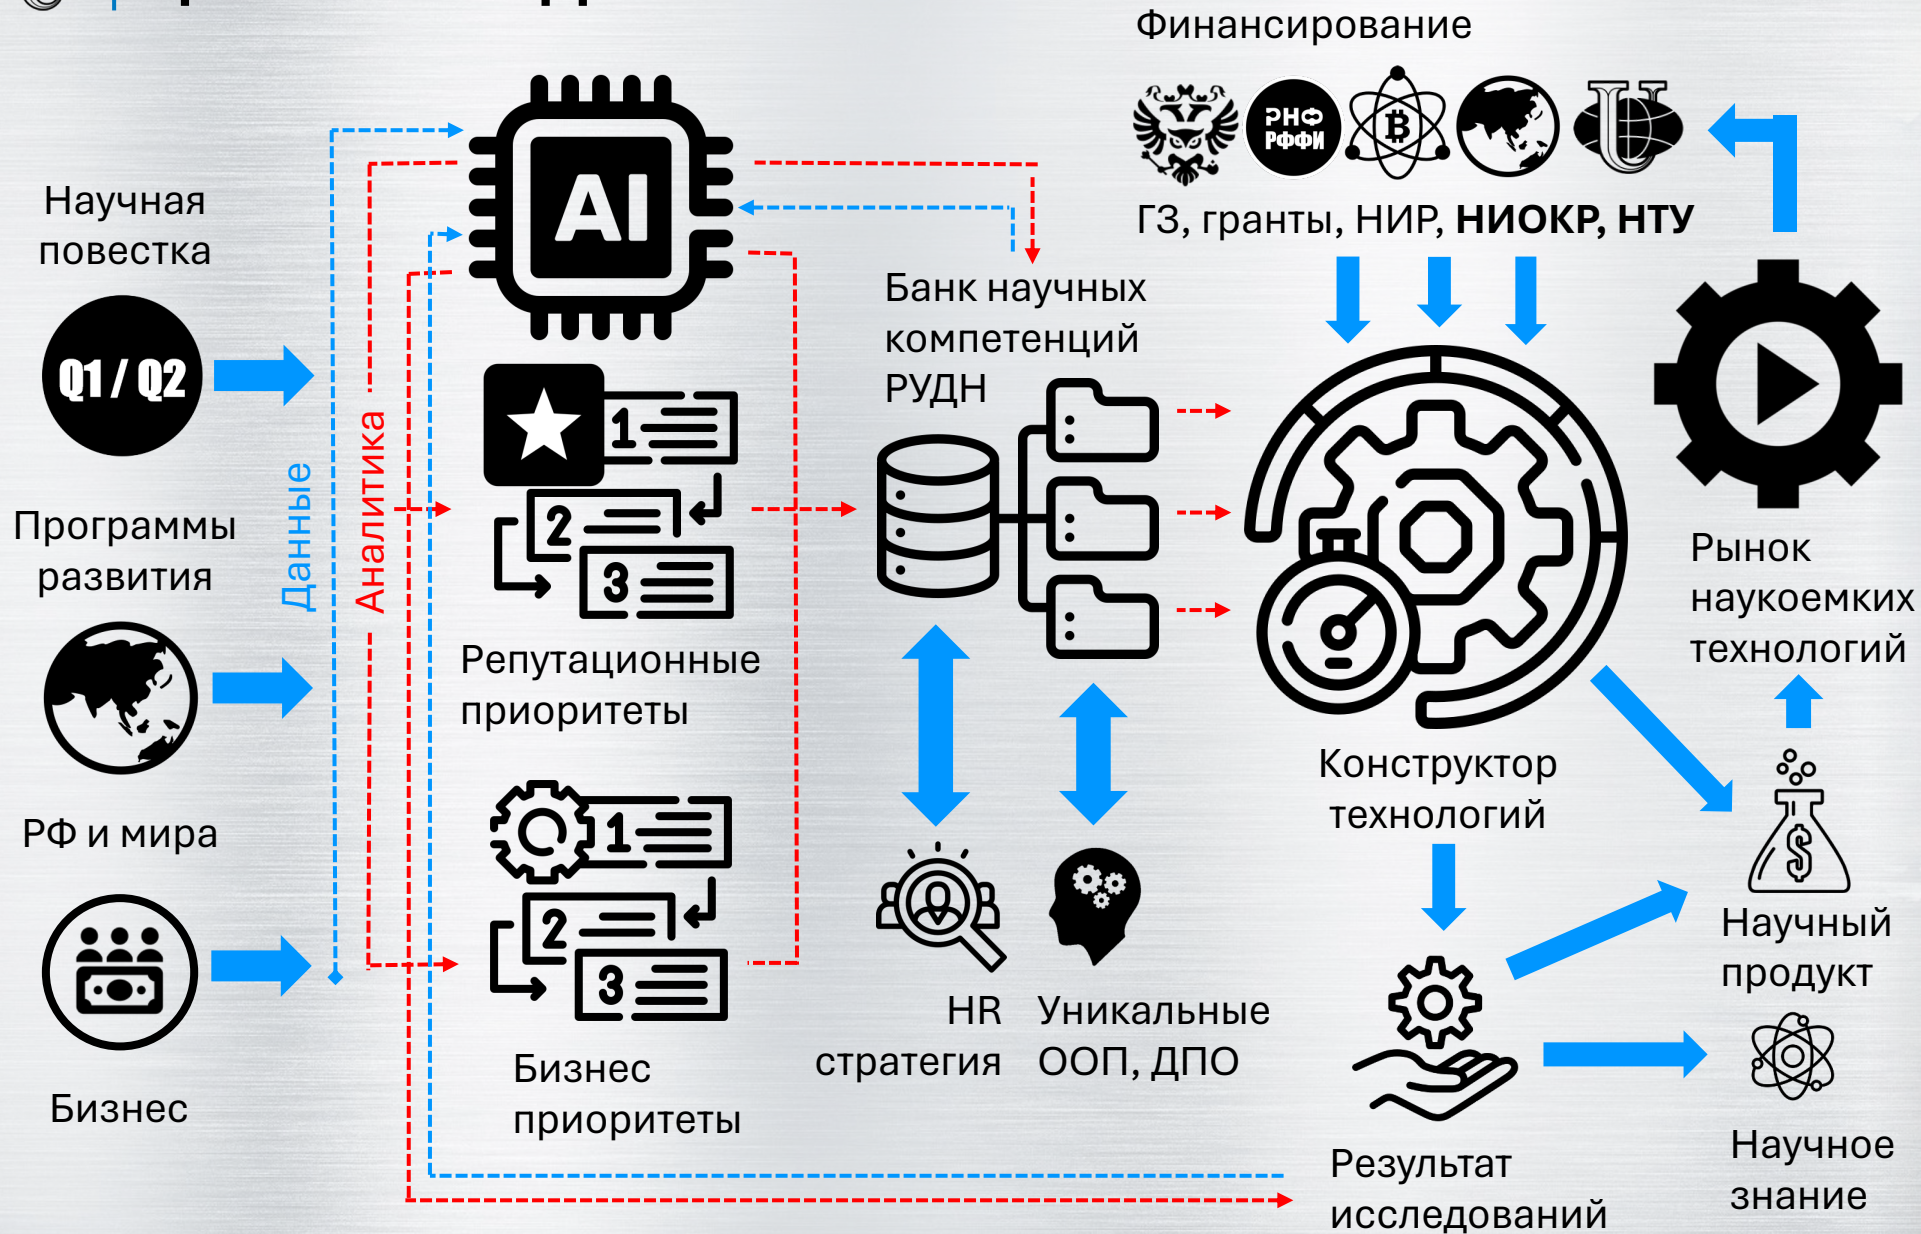 Финансирование
РНФ
РФФИ
ГЗ, гранты, НИР, НИОКР, НТУ
AI
Научная
повестка
Q1 / Q2
Программы
развития
РФ и мира
Бизнес
Данные
Аналитика
1
2
3
Репутационные
приоритеты
1
2
3
Бизнес
приоритеты
Банк научных
компетенций
РУДН
HR
стратегия
Уникальные
ООП, ДПО
Конструктор
технологий
Результат
исследований
Рынок
наукоемких
технологий
$
Научный
продукт
Научное
знание